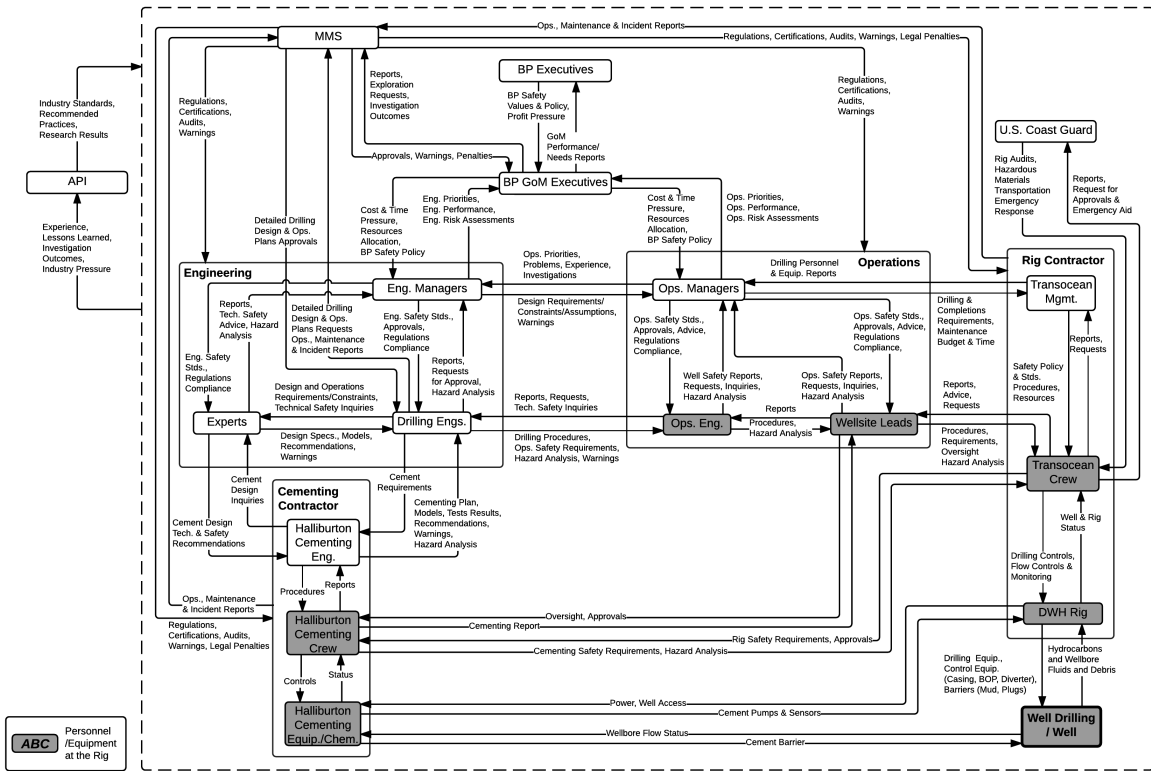 Ops., Maintenance & Incident Reports
MMS
Regulations, Certifications, Audits, Warnings, Legal Penalties
BP Executives
Reports,
Exploration
Requests,
Investigation
Outcomes
BP Safety
Values & Policy,
Profit Pressure
Regulations,
Certifications,
Audits,
Warnings
Regulations,
Certifications,
Audits,
Warnings
Industry Standards,
Recommended
Practices,
Research Results
U.S. Coast Guard
GoM
Performance/
Needs Reports
Approvals, Warnings, Penalties
Rig Audits,
Hazardous
Materials
Transportation
Emergency
Response
Reports,
Request for
Approvals &
Emergency Aid
API
BP GoM Executives
Experience,
Lessons Learned,
Investigation
Outcomes,
Industry Pressure
Detailed Drilling
Design & Ops.
Plans Approvals
Cost & Time
Pressure,
Resources
Allocation,
BP Safety Policy
Eng. Priorities,
Eng. Performance,
Eng. Risk Assessments
Cost & Time
Pressure,
Resources
Allocation,
BP Safety Policy
Ops. Priorities,
Ops. Performance,
Ops. Risk Assessments
Engineering
Ops. Priorities,
Problems, Experience,
Investigations
Operations
Drilling Personnel
& Equip. Reports
Rig Contractor
Eng. Managers
Ops. Managers
Transocean
Mgmt.
Reports,
Tech. Safety
Advice, Hazard
Analysis
Detailed Drilling
Design & Ops.
Plans Requests
Ops., Maintenance
& Incident Reports
Eng. Safety Stds.,
Approvals,
Regulations
Compliance
Design Requirements/
Constraints/Assumptions,
Warnings
Ops. Safety Stds.,
Approvals, Advice,
Regulations
Compliance,
Ops. Safety Stds.,
Approvals, Advice,
Regulations
Compliance,
Drilling &
Completions
Requirements,
Maintenance
Budget & Time
Reports,
Requests
Eng. Safety
Stds.,
Regulations
Compliance
Reports,
Requests
for Approval,
Hazard Analysis
Well Safety Reports,
Requests, Inquiries,
Hazard Analysis
Ops. Safety Reports,
Requests, Inquiries,
Hazard Analysis
Safety Policy
& Stds.
Procedures,
Resources
Design and Operations
Requirements/Constraints,
Technical Safety Inquiries
Reports, Requests,
Tech. Safety Inquiries
Reports,
Advice,
Requests
Experts
Drilling Engs.
Ops. Eng.
Reports
Procedures,
Hazard Analysis
Wellsite Leads
Design Specs., Models,
Recommendations,
Warnings
Drilling Procedures,
Ops. Safety Requirements,
Hazard Analysis, Warnings
Procedures,
Requirements,
Oversight
Hazard Analysis
Transocean
Crew
Cement
Design
Inquiries
Cement
Requirements
Cementing
Contractor
Cementing Plan,
Models, Tests Results,
Recommendations,
Warnings,
Hazard Analysis
Cement Design
Tech. & Safety
Recommendations
Halliburton
Cementing
Eng.
Well & Rig
Status
Drilling Controls,
Flow Controls &
Monitoring
Procedures
Reports
Ops., Maintenance
& Incident Reports
Regulations,
Certifications, Audits,
Warnings, Legal Penalties
Halliburton
Cementing
Crew
Oversight, Approvals
Cementing Report
Rig Safety Requirements, Approvals
Cementing Safety Requirements, Hazard Analysis
DWH Rig
Drilling Equip.,
Control Equip.
(Casing, BOP, Diverter),
Barriers (Mud, Plugs)
Hydrocarbons
and Wellbore
Fluids and Debris
Controls
Status
Halliburton
Cementing
Equip./Chem.
Power, Well Access
Cement Pumps & Sensors
Wellbore Flow Status
Cement Barrier
Well Drilling
/ Well
ABC
Personnel
/Equipment
at the Rig